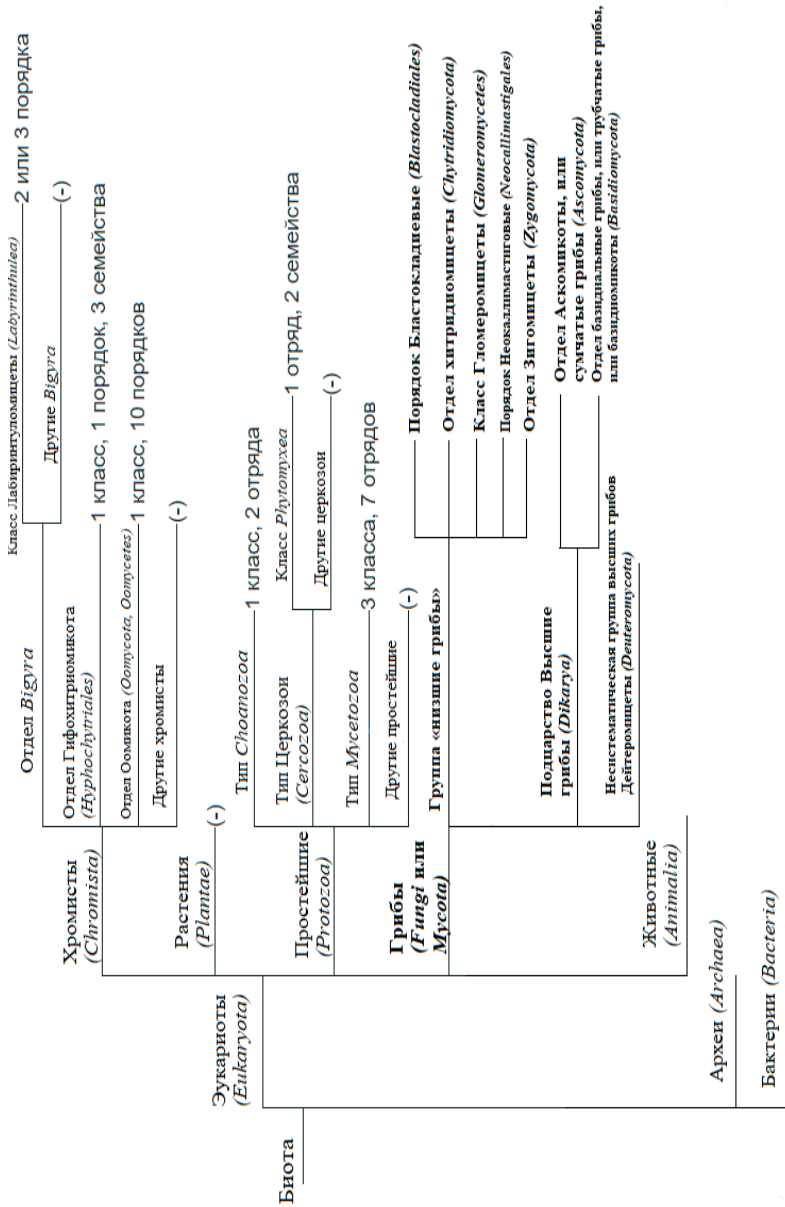 Биота
Эукариоты
(Eukaryota)
Хромисты
(Chromista)
Отдел Bigyra
Класс Лабиринтуломицеты (Labyrinthulea)
2 или 3 порядка
Другие Bigyra
(-)
Отдел Гифохитриомикота
(Hyphochytriales)
1 класс, 1 порядок, 3 семейства
Отдел Оомикота (Oomycota, Oomycetes)
1 класс, 10 порядков
Другие хромисты
(-)
Растения
(Plantae)
(-)
Простейшие
(Protozoa)
Тип Choanozoa
1 класс, 2 отряда
Тип Церкозои
(Cercozoa)
Класс Phytomyxea
1 отряд, 2 семейства
Другие церкозои
(-)
Тип Mycetozoa
3 класса, 7 отрядов
Другие простейшие
(-)
Грибы
(Fungi или
Mycota)
Группа «низшие грибы»
Порядок Бластокладиевые (Blastocladiales)
Отдел хитридиомицеты (Chytridiomycota)
Класс Гломеромицеты (Glomeromycetes)
Порядок Неокаллимастиговые (Neocallimastigales)
Отдел Зигомицеты (Zygomycota)
Подцарство Высшие
грибы (Dikarya)
Отдел Аскомикоты, или
сумчатые грибы (Ascomycota)
Отдел базидиальные грибы, или трубчатые грибы,
или базидиомикоты (Basidiomycota)
Несистематическая группа высших грибов
Дейтеромицеты (Deuteromycota)
Животные
(Animalia)
Археи (Archaea)
Бактерии (Bacteria)